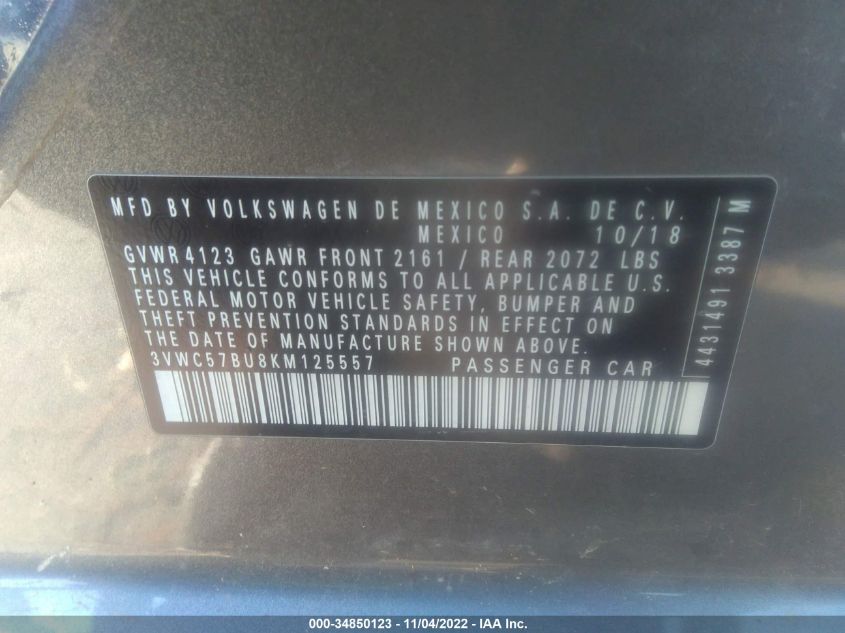 MFD BY VOLKSWAGEN DE MEXICO S.A. DE C.V.
MEXICO 10/18
GVWR 4123 GAWR FRONT 2161 / REAR 2072 LBS
THIS VEHICLE CONFORMS TO ALL APPLICABLE U.S.
FEDERAL MOTOR VEHICLE SAFETY, BUMPER AND
THEFT PREVENTION STANDARDS IN EFFECT ON
THE DATE OF MANUFACTURE SHOWN ABOVE.
3VWC57BU8KM125557 PASSENGER CAR
4431491 3387 M
000-34850123 - 11/04/2022 - IAA Inc.